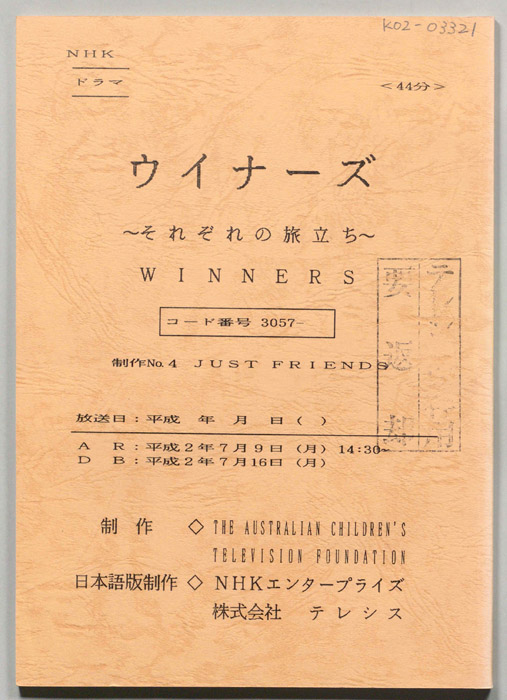 K02-03321
NHK
ドラマ
<44分>
ウイナーズ
~それぞれの旅立ち~
WINNERS
コード番号 3057-
制作No.4 JUST FRIENDS
放送日:平成 年 月 日( )
A R:平成2年7月9日(月) 14:30~
D B:平成2年7月16日(月)
制作 ◇ THE AUSTRALIAN CHILDREN'S
TELEVISION FOUNDATION
日本語版制作 ◇ NHKエンタープライズ
株式会社 テレシス
要返却